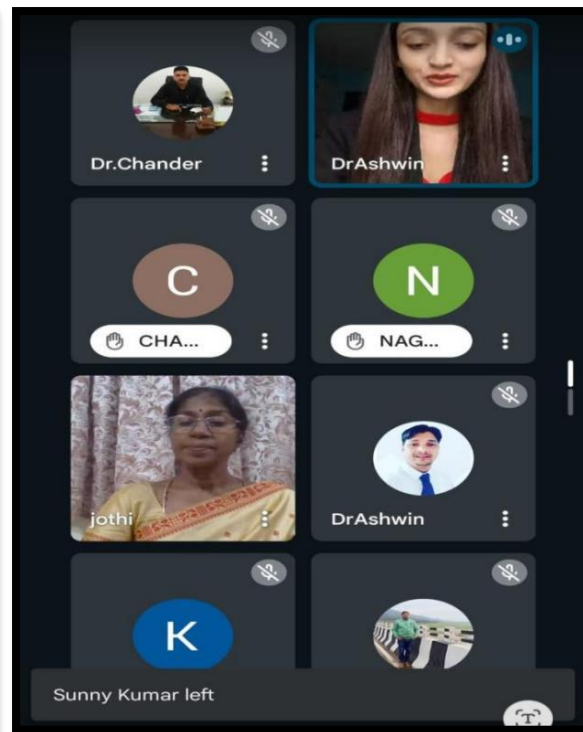 Dr.Chander
DrAshwin
C
N
CHA...
NAG...
jothi
DrAshwin
K
Sunny Kumar left
T